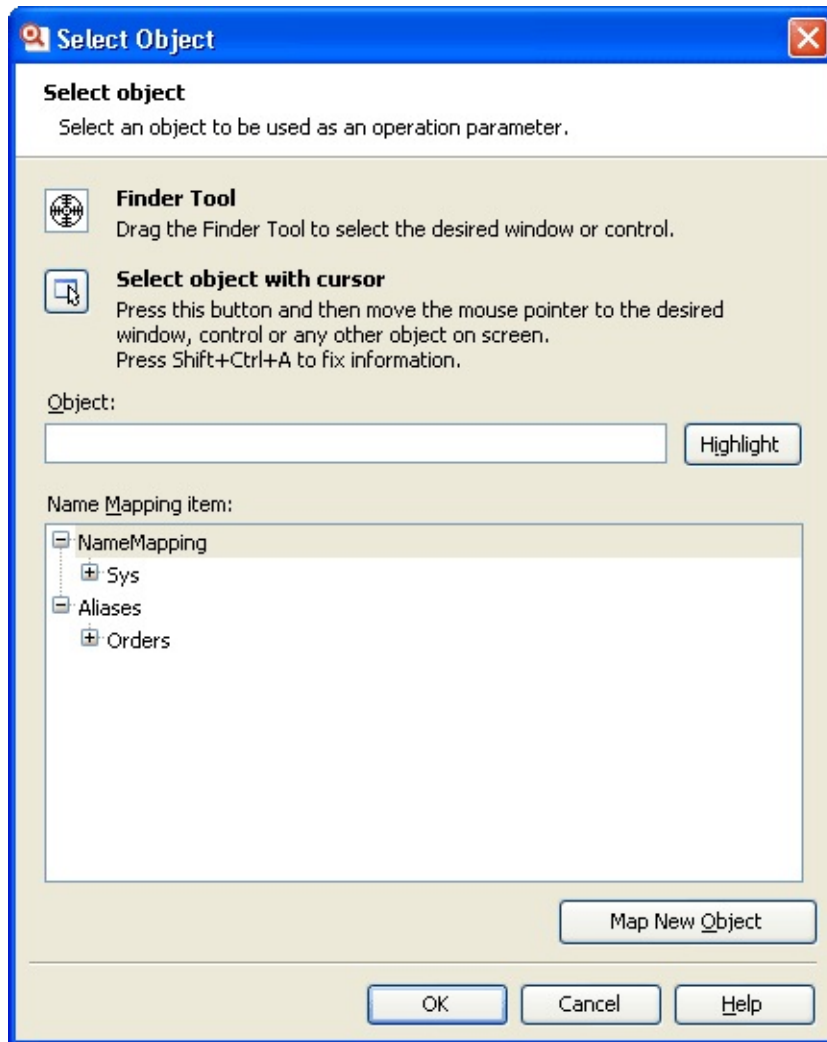 Select Object
Select object
Select an object to be used as an operation parameter.
Finder Tool
Drag the Finder Tool to select the desired window or control.
Select object with cursor
Press this button and then move the mouse pointer to the desired
window, control or any other object on screen.
Press Shift+Ctrl+A to fix information.
Object:
Highlight
Name Mapping item:
NameMapping
Sys
Aliases
Orders
Map New Object
OK Cancel Help